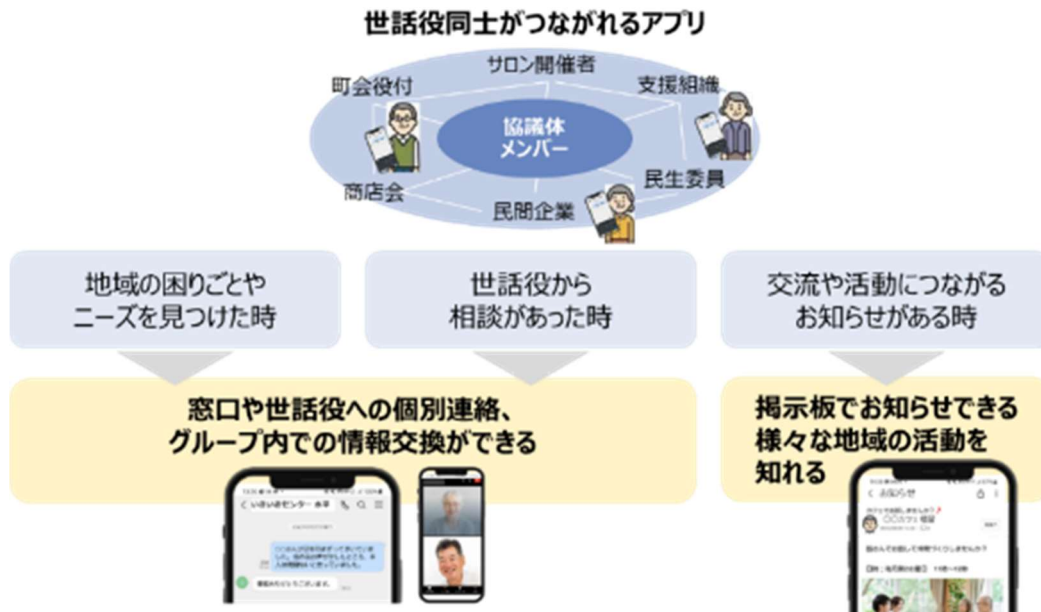 世話役同士がつながれるアプリ
サロン開催者
町会役付
支援組織
協議体
メンバー
商店会
民生委員
民間企業
地域の困りごとや
ニーズを見つけた時
世話役から
相談があった時
交流や活動につながる
お知らせがある時
窓口や世話役への個別連絡、
グループ内での情報交換ができる
掲示板でお知らせできる
様々な地域の活動を
知れる
お知らせ